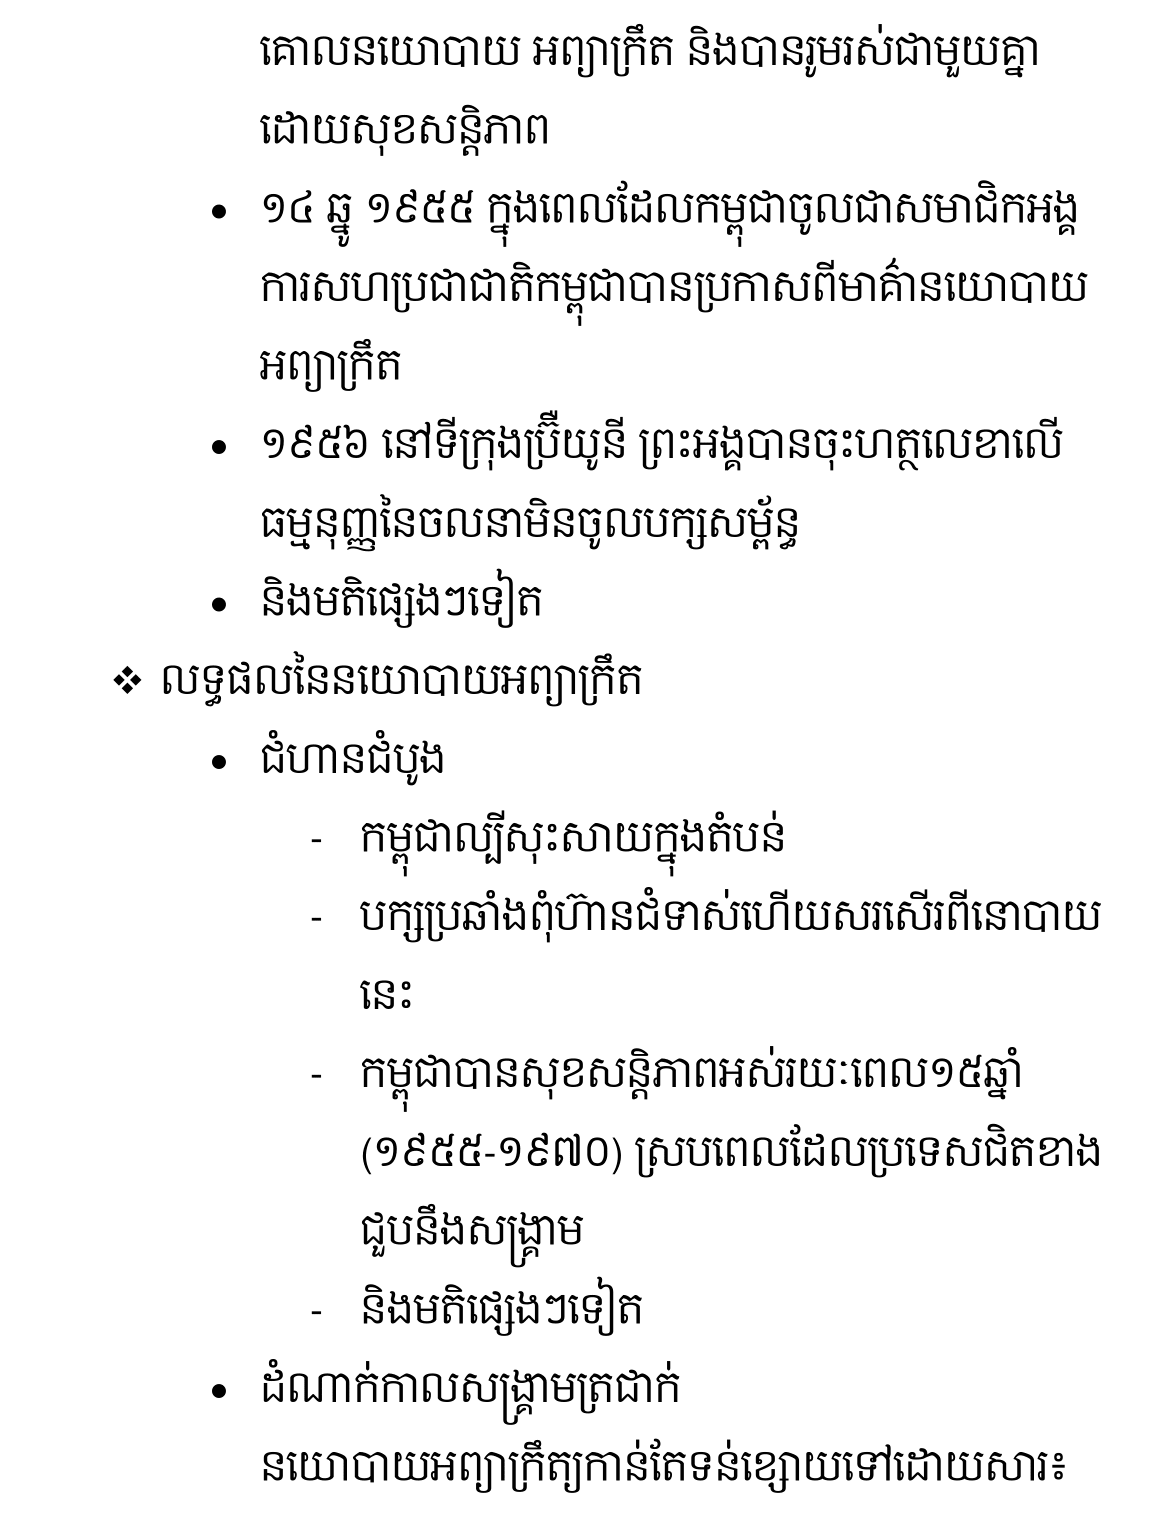 គោលនយោបាយ អព្យាក្រឹត និងបានរួមរស់ជាមួយគ្នា
ដោយសុខសន្តិភាព
• ១៤ ធ្នូ ១៩៥៥ ក្នុងពេលដែលកម្ពុជាចូលជាសមាជិកអង្គ
ការសហប្រជាជាតិកម្ពុជាបានប្រកាសពីមាគ៌ានយោបាយ
អព្យាក្រឹត
• ១៩៥៦ នៅទីក្រុងប្រ៊ីយូនី ព្រះអង្គបានចុះហត្ថលេខាលើ
ធម្មនុញ្ញនៃចលនាមិនចូលបក្សសម្ព័ន្ធ
• និងមតិផ្សេងៗទៀត
❖ លទ្ធផលនៃនយោបាយអព្យាក្រឹត
• ជំហានជំបូង
- កម្ពុជាល្បីសុះសាយក្នុងតំបន់
- បក្សប្រឆាំងពុំហ៊ានជំទាស់ហើយសរសើរពីនោបាយ
នេះ
- កម្ពុជាបានសុខសន្តិភាពអស់រយៈពេល១៥ឆ្នាំ
(១៩៥៥-១៩៧០) ស្របពេលដែលប្រទេសជិតខាង
ជួបនឹងសង្គ្រាម
- និងមតិផ្សេងៗទៀត
• ដំណាក់កាលសង្គ្រាមត្រជាក់
នយោបាយអព្យាក្រឹត្យកាន់តែទន់ខ្សោយទៅដោយសារ៖